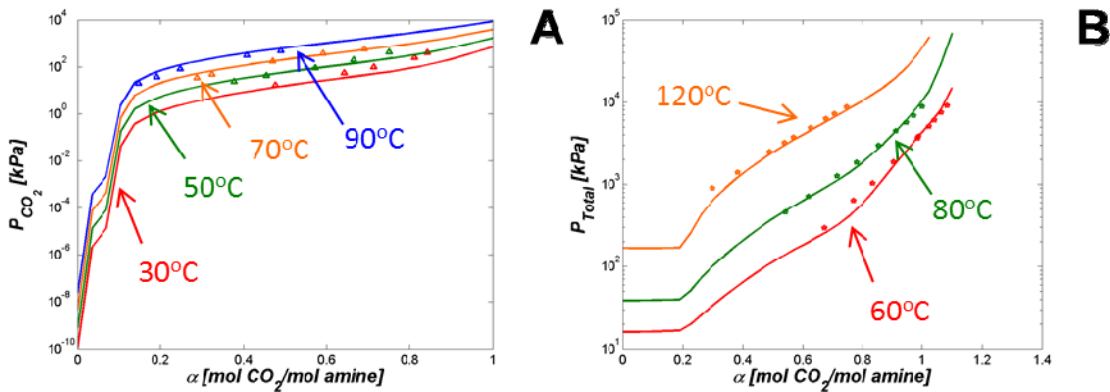 A
P_CO2 [kPa]
10^4
10^2
10^0
10^-2
10^-4
10^-6
10^-8
10^-10
90°C
70°C
50°C
30°C
0
0.2
0.4
0.6
0.8
1
α [mol CO2/mol amine]
B
P_Total [kPa]
10^5
10^4
10^3
10^2
10^1
120°C
80°C
60°C
0
0.2
0.4
0.6
0.8
1
1.2
1.4
α [mol CO2/mol amine]